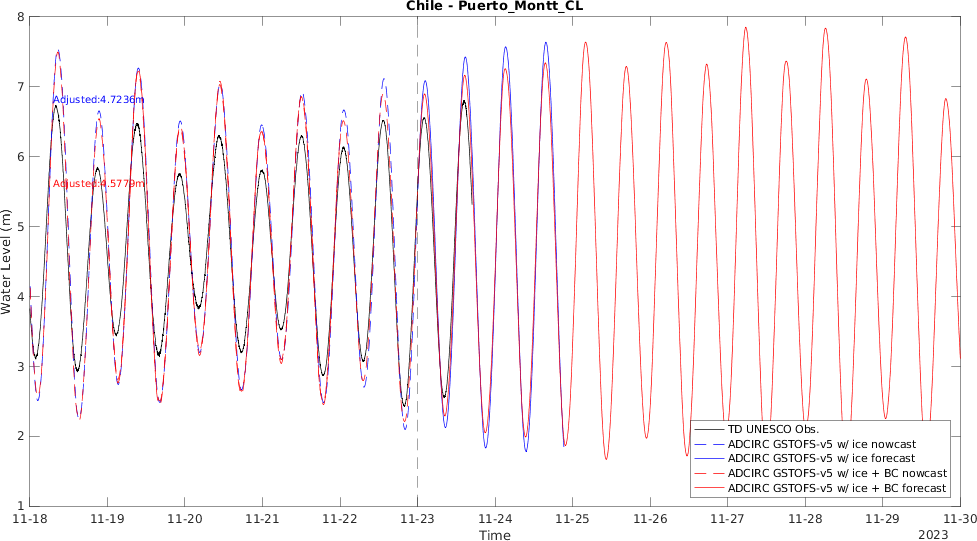 Chile - Puerto_Montt_CL
8
7
6
5
4
3
2
1
Water Level (m)
Adjusted:4.7236m
Adjusted:4.5779m
TD UNESCO Obs.
ADCIRC GSTOFS-v5 w/ ice nowcast
ADCIRC GSTOFS-v5 w/ ice forecast
ADCIRC GSTOFS-v5 w/ ice + BC nowcast
ADCIRC GSTOFS-v5 w/ ice + BC forecast
11-18 11-19 11-20 11-21 11-22 11-23 11-24 11-25 11-26 11-27 11-28 11-29 11-30
Time
2023